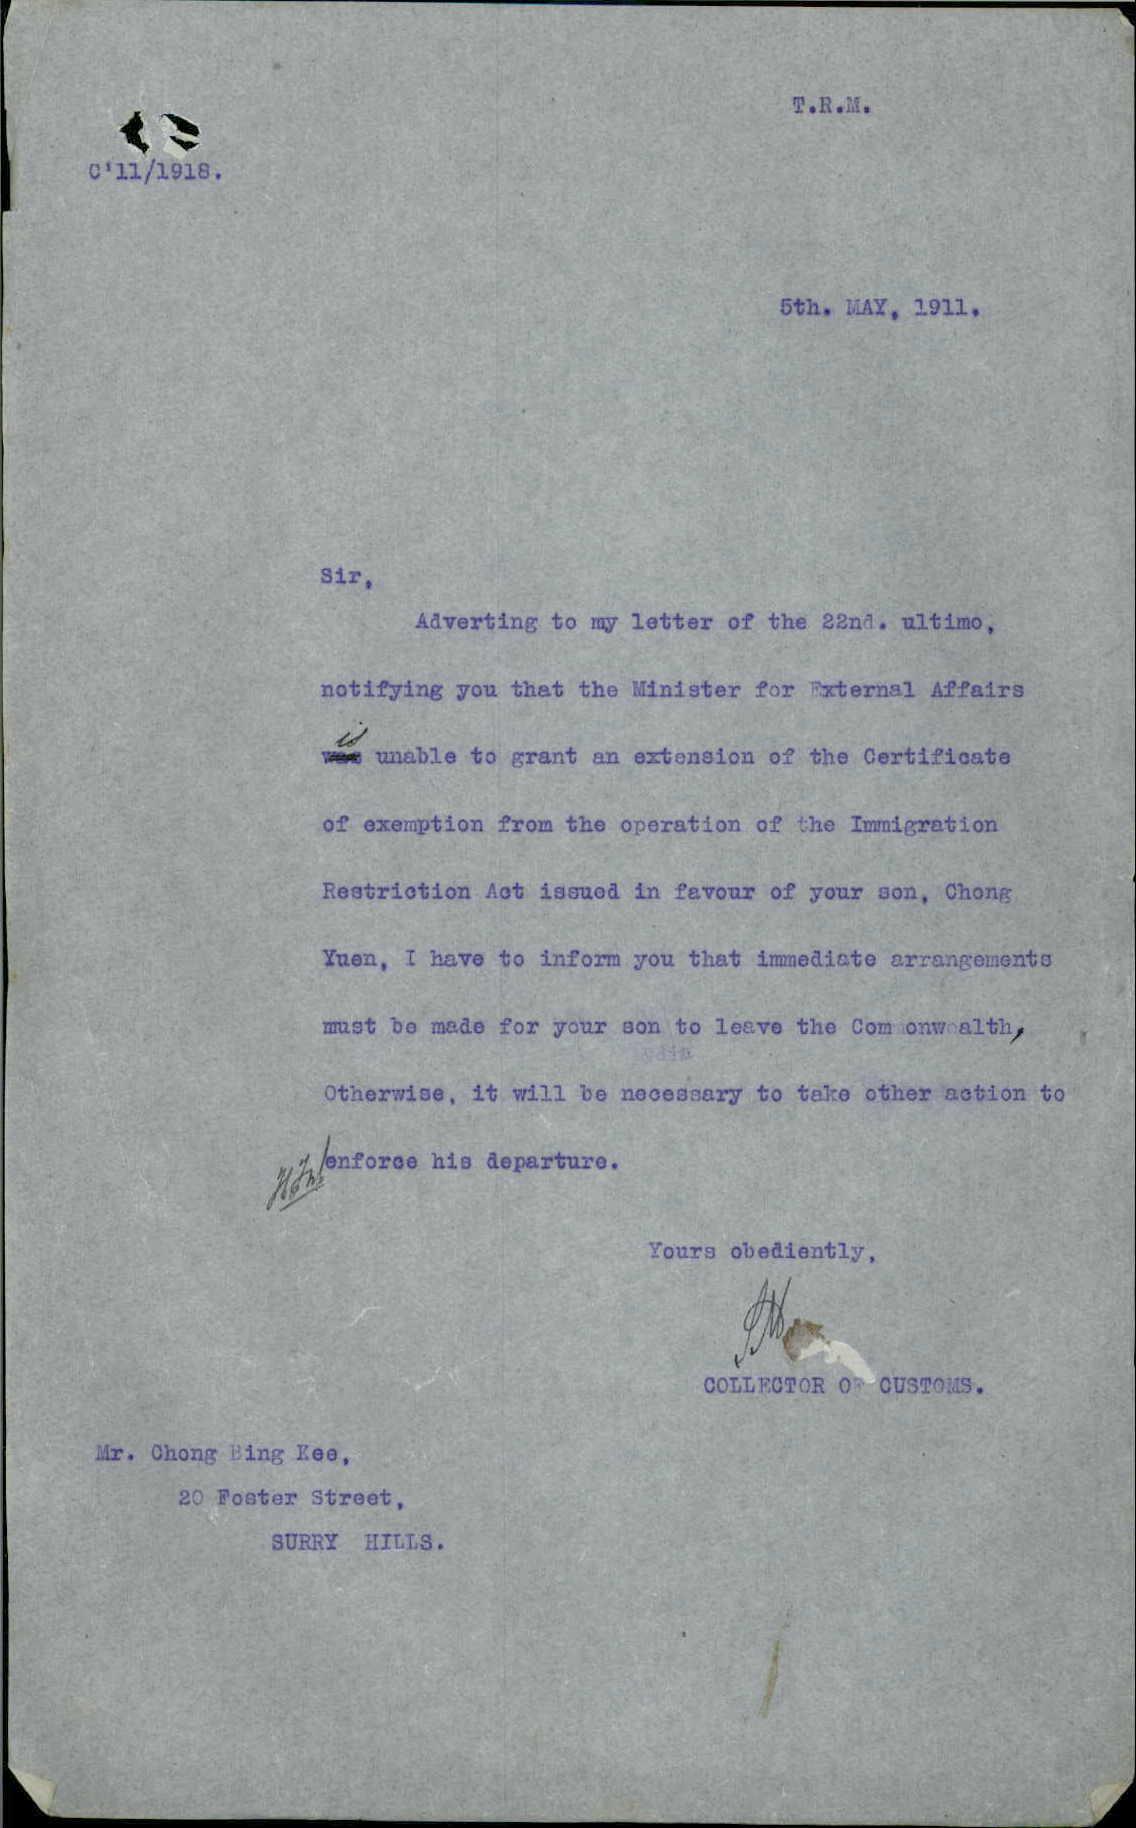 T.R.M.
C'11/1918.
5th. MAY, 1911.
Sir,
Adverting to my letter of the 22nd. ultimo,
notifying you that the Minister for External Affairs
is
was unable to grant an extension of the Certificate
of exemption from the operation of the Immigration
Restriction Act issued in favour of your son, Chong
Yuen, I have to inform you that immediate arrangements
must be made for your son to leave the Commonwealth,
Otherwise, it will be necessary to take other action to
enforce his departure.
Yours obediently,
COLLECTOR OF CUSTOMS.
Mr. Chong Bing Kee,
20 Foster Street,
SURRY HILLS.